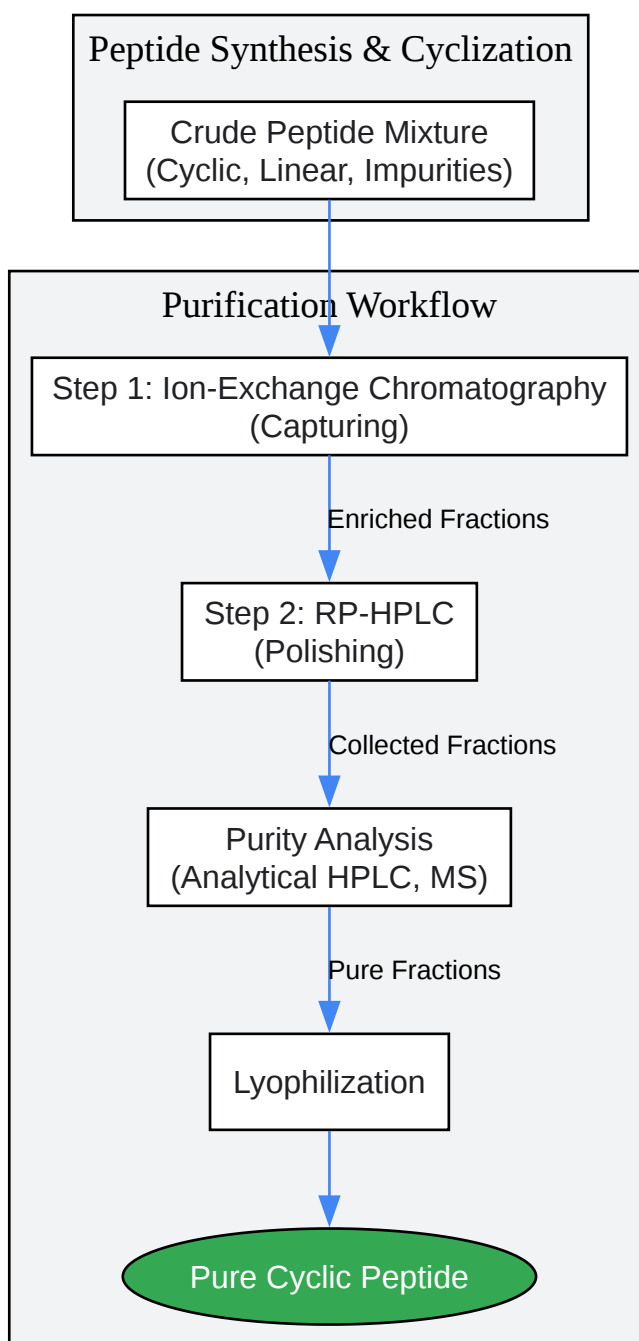 Peptide Synthesis & Cyclization
Crude Peptide Mixture
(Cyclic, Linear, Impurities)
Purification Workflow
Step 1: Ion-Exchange Chromatography
(Capturing)
Enriched Fractions
Step 2: RP-HPLC
(Polishing)
Collected Fractions
Purity Analysis
(Analytical HPLC, MS)
Pure Fractions
Lyophilization
Pure Cyclic Peptide